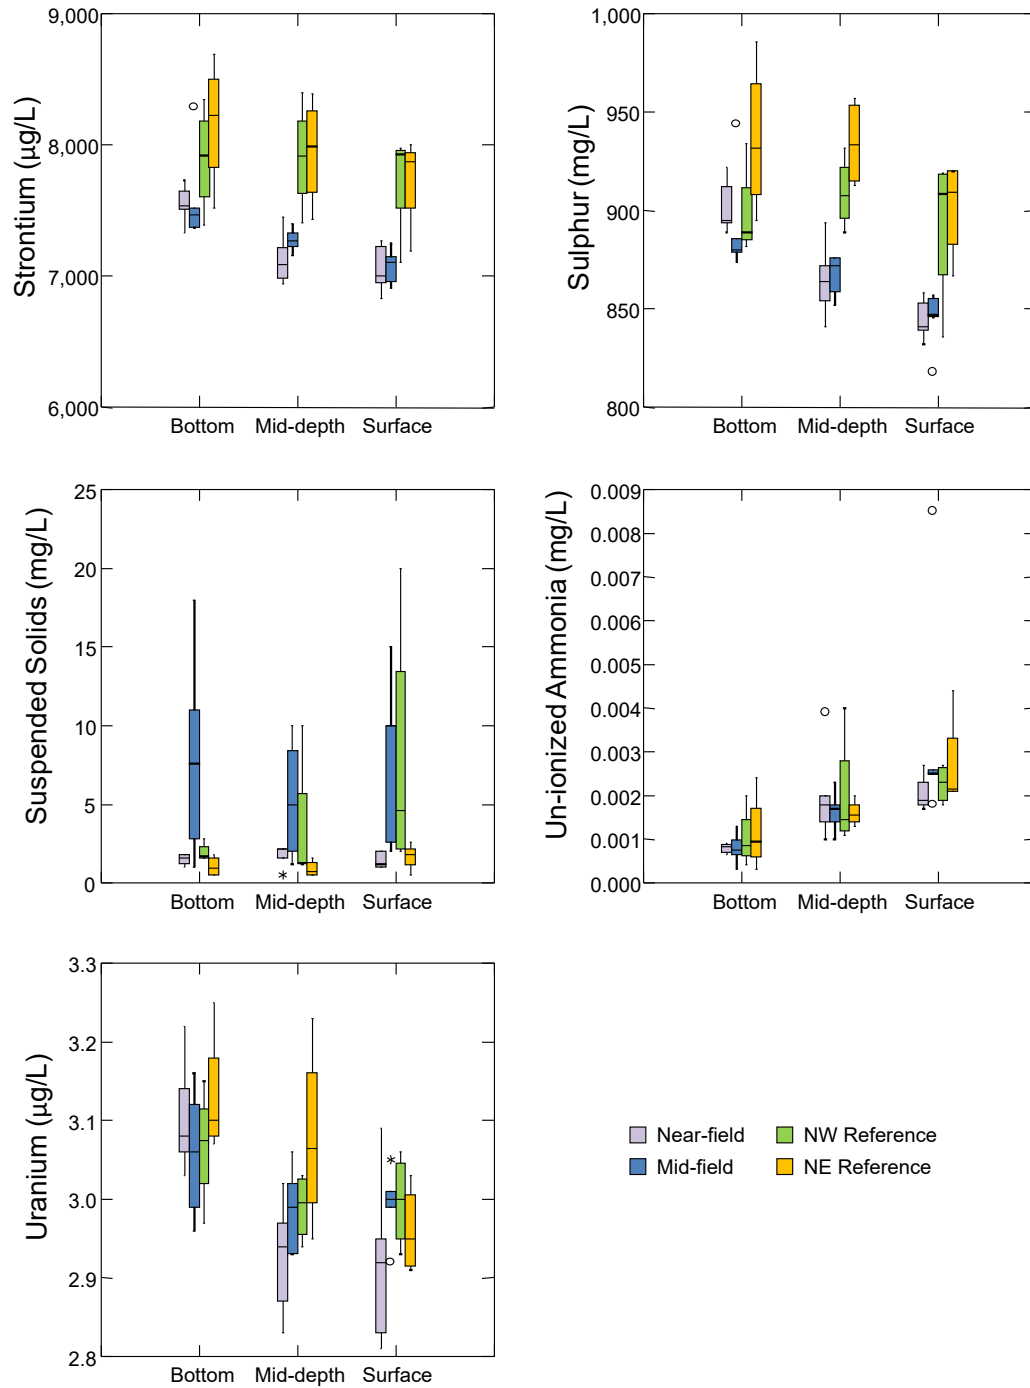 Strontium (µg/L)
9,000
8,000
7,000
6,000
Bottom Mid-depth Surface
Sulphur (mg/L)
1,000
950
900
850
800
Bottom Mid-depth Surface
Suspended Solids (mg/L)
25
20
15
10
5
0
Bottom Mid-depth Surface
Un-ionized Ammonia (mg/L)
0.009
0.008
0.007
0.006
0.005
0.004
0.003
0.002
0.001
0.000
Bottom Mid-depth Surface
Uranium (µg/L)
3.3
3.2
3.1
3.0
2.9
2.8
Bottom Mid-depth Surface
Near-field
NW Reference
Mid-field
NE Reference